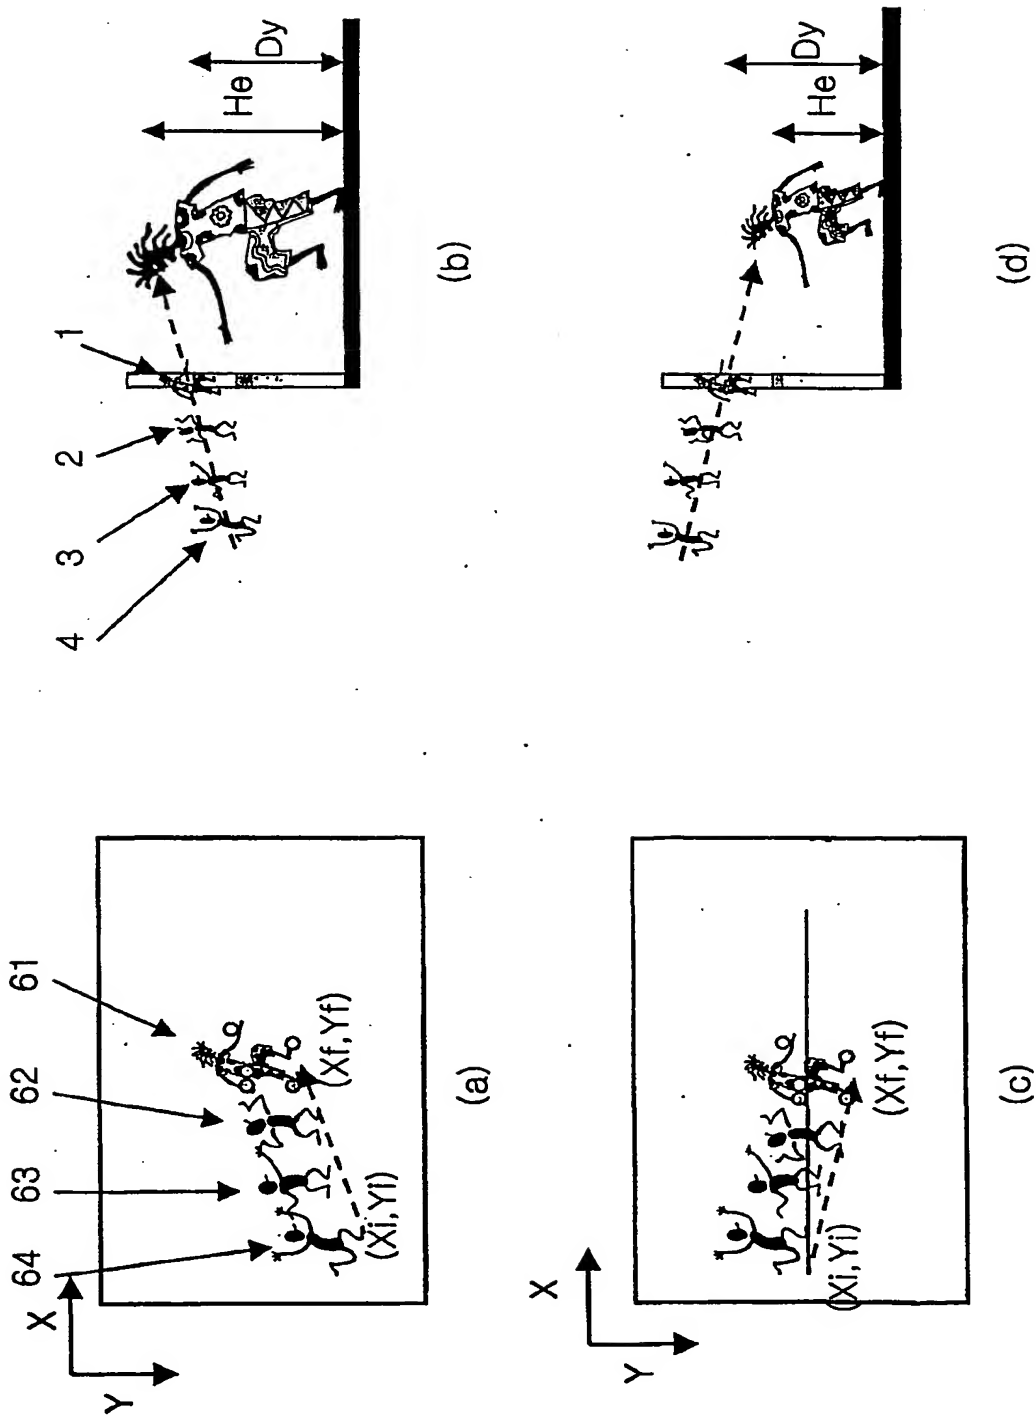 61
62
63
64
X
Y
(Xi,Yi)
(Xf,Yf)
(a)
1
2
3
4
He
Dy
(b)
X
Y
(Xi,Yi)
(Xf,Yf)
(c)
He
Dy
(d)